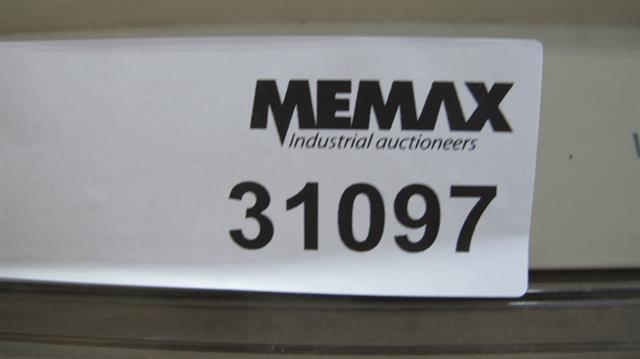 MEMAX
Industrial auctioneers
31097